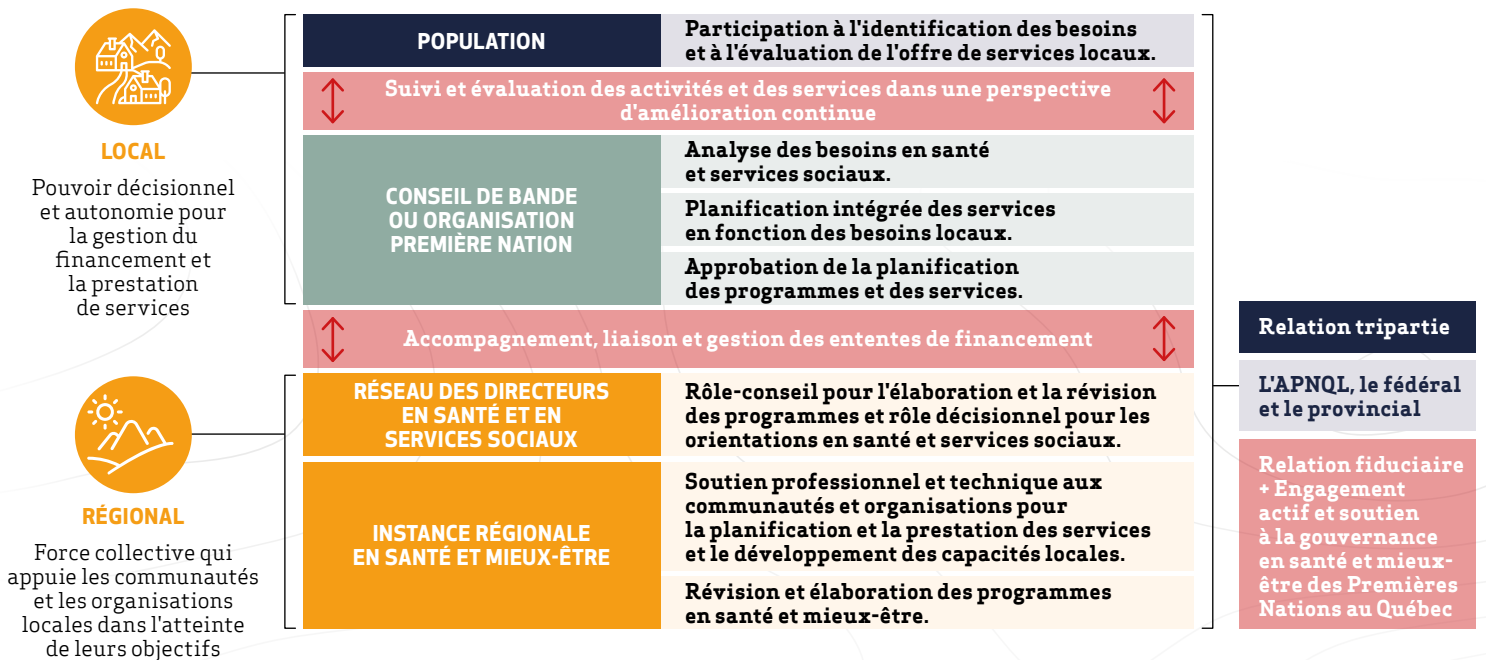 LOCAL
Pouvoir décisionnel
et autonomie pour
la gestion du
financement et
la prestation
de services
POPULATION
Participation à l'identification des besoins
et à l'évaluation de l'offre de services locaux.
Suivi et évaluation des activités et des services dans une perspective
d'amélioration continue
CONSEIL DE BANDE
OU ORGANISATION
PREMIÈRE NATION
Analyse des besoins en santé
et services sociaux.
Planification intégrée des services
en fonction des besoins locaux.
Approbation de la planification
des programmes et des services.
Accompagnement, liaison et gestion des ententes de financement
RÉGIONAL
Force collective qui
appuie les communautés
et les organisations
locales dans l'atteinte
de leurs objectifs
RÉSEAU DES DIRECTEURS
EN SANTÉ ET EN
SERVICES SOCIAUX
Rôle-conseil pour l'élaboration et la révision
des programmes et rôle décisionnel pour les
orientations en santé et services sociaux.
INSTANCE RÉGIONALE
EN SANTÉ ET MIEUX-ÊTRE
Soutien professionnel et technique aux
communautés et organisations pour
la planification et la prestation des services
et le développement des capacités locales.
Révision et élaboration des programmes
en santé et mieux-être.
Relation tripartie
L'APNQL, le fédéral
et le provincial
Relation fiduciaire
+ Engagement
actif et soutien
à la gouvernance
en santé et mieux-
être des Premières
Nations au Québec